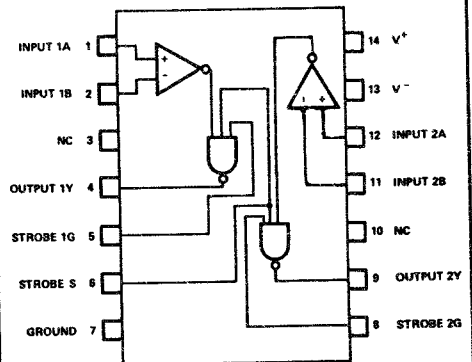 INPUT 1A 1
INPUT 1B 2
NC 3
OUTPUT 1Y 4
STROBE 1G 5
STROBE S 6
GROUND 7
14 V+
13 V−
12 INPUT 2A
11 INPUT 2B
10 NC
9 OUTPUT 2Y
8 STROBE 2G
+
−
−
+